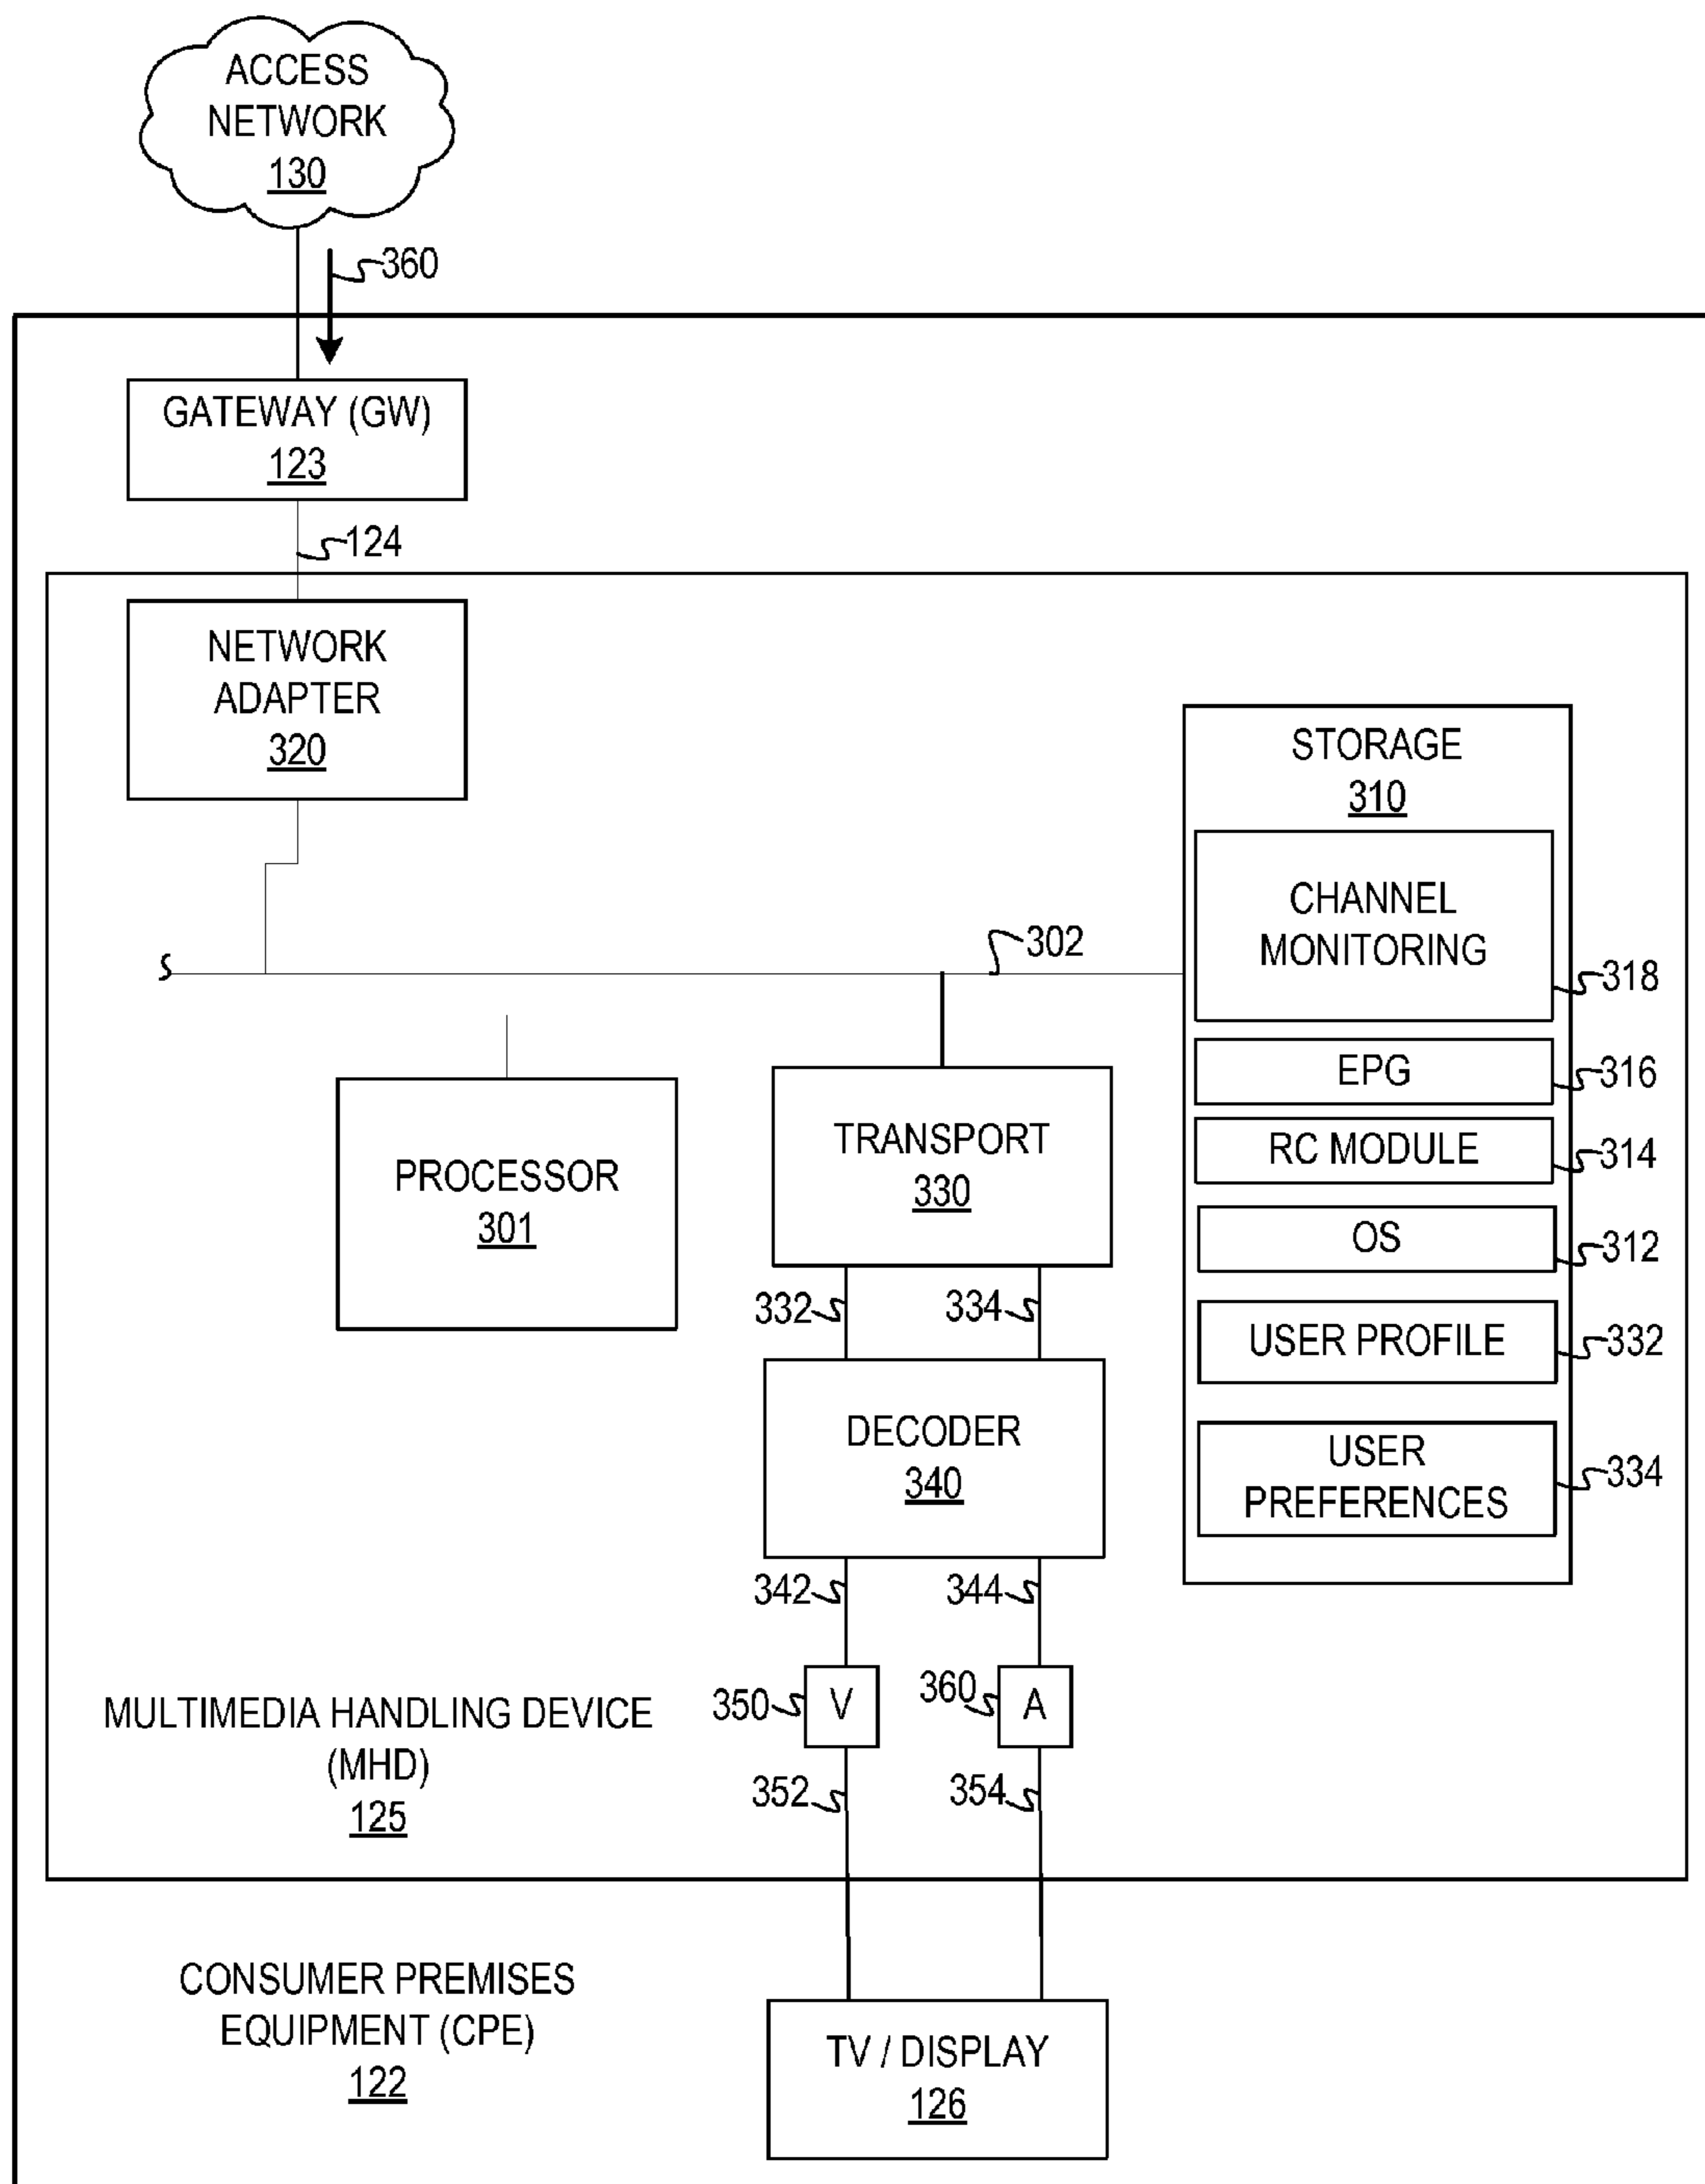 ACCESS
NETWORK
130
360
GATEWAY (GW)
123
124
NETWORK
ADAPTER
320
STORAGE
310
CHANNEL
MONITORING
318
302
EPG
316
RC MODULE
314
OS
312
USER PROFILE
332
USER
PREFERENCES
334
PROCESSOR
301
TRANSPORT
330
332
334
DECODER
340
342
344
350
V
360
A
352
354
MULTIMEDIA HANDLING DEVICE
(MHD)
125
CONSUMER PREMISES
EQUIPMENT (CPE)
122
TV / DISPLAY
126